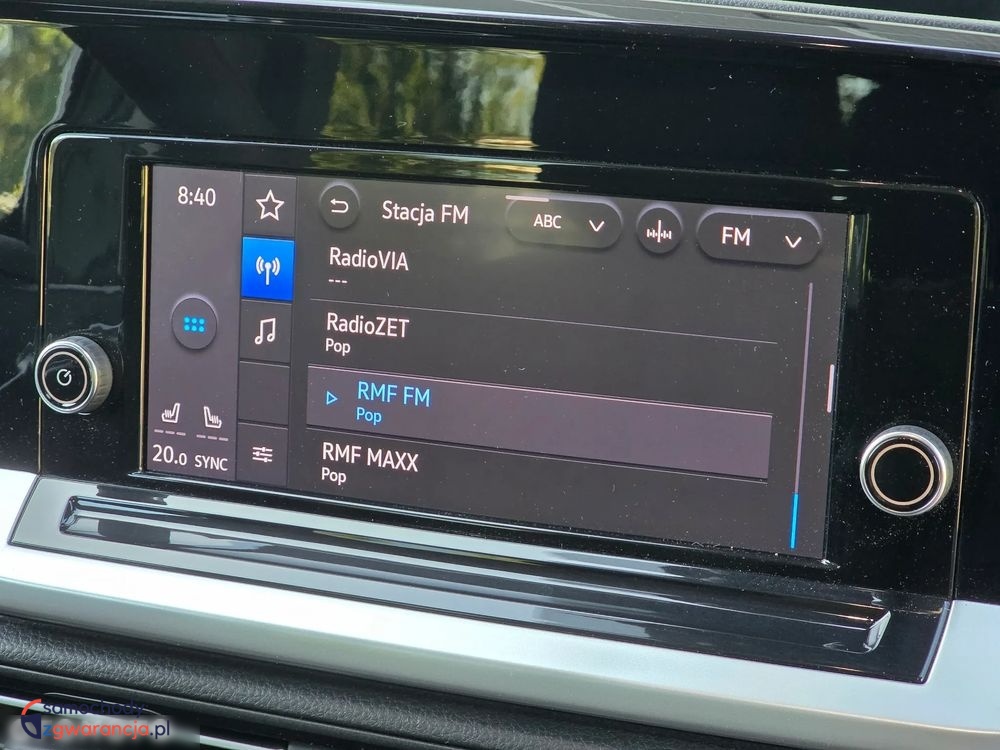 8:40
Stacja FM
ABC
FM
RadioVIA
---
RadioZET
Pop
RMF FM
Pop
RMF MAXX
Pop
20.0 SYNC
samochody
zgwarancja.pl